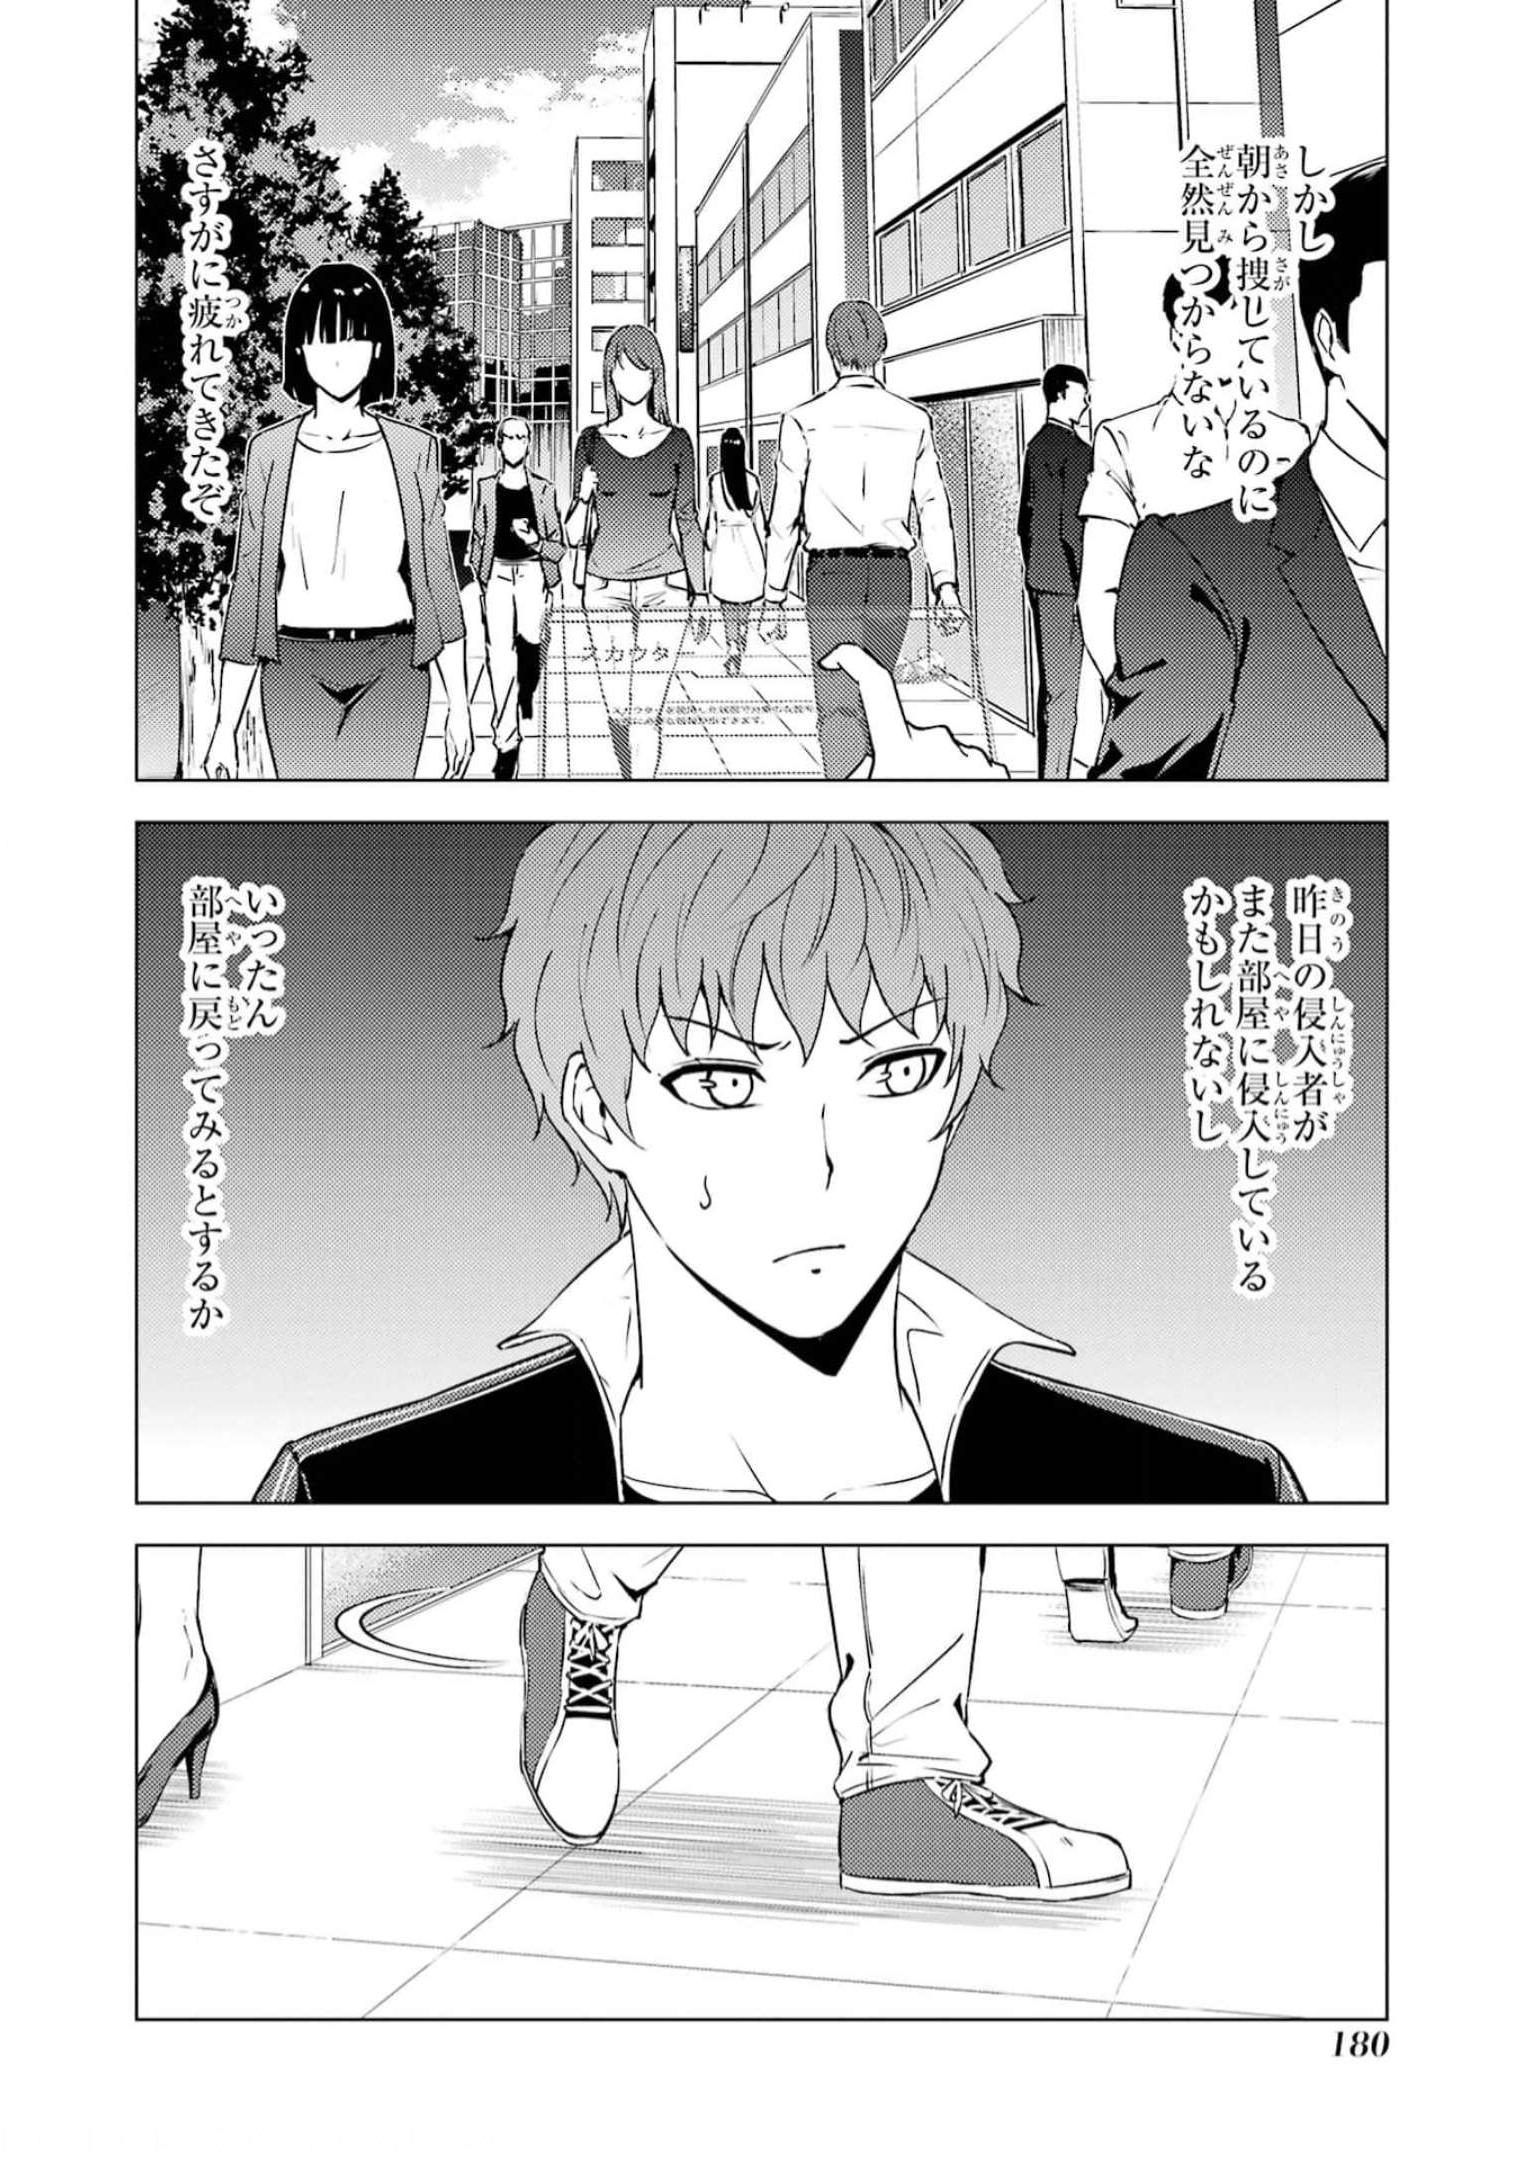 しかし
朝から捜しているのに
全然見つからないな
さすがに疲れてきたぞ
スカウター
昨日の侵入者が
また部屋に侵入している
かもしれないし
いったん
部屋に戻ってみるとするか
180